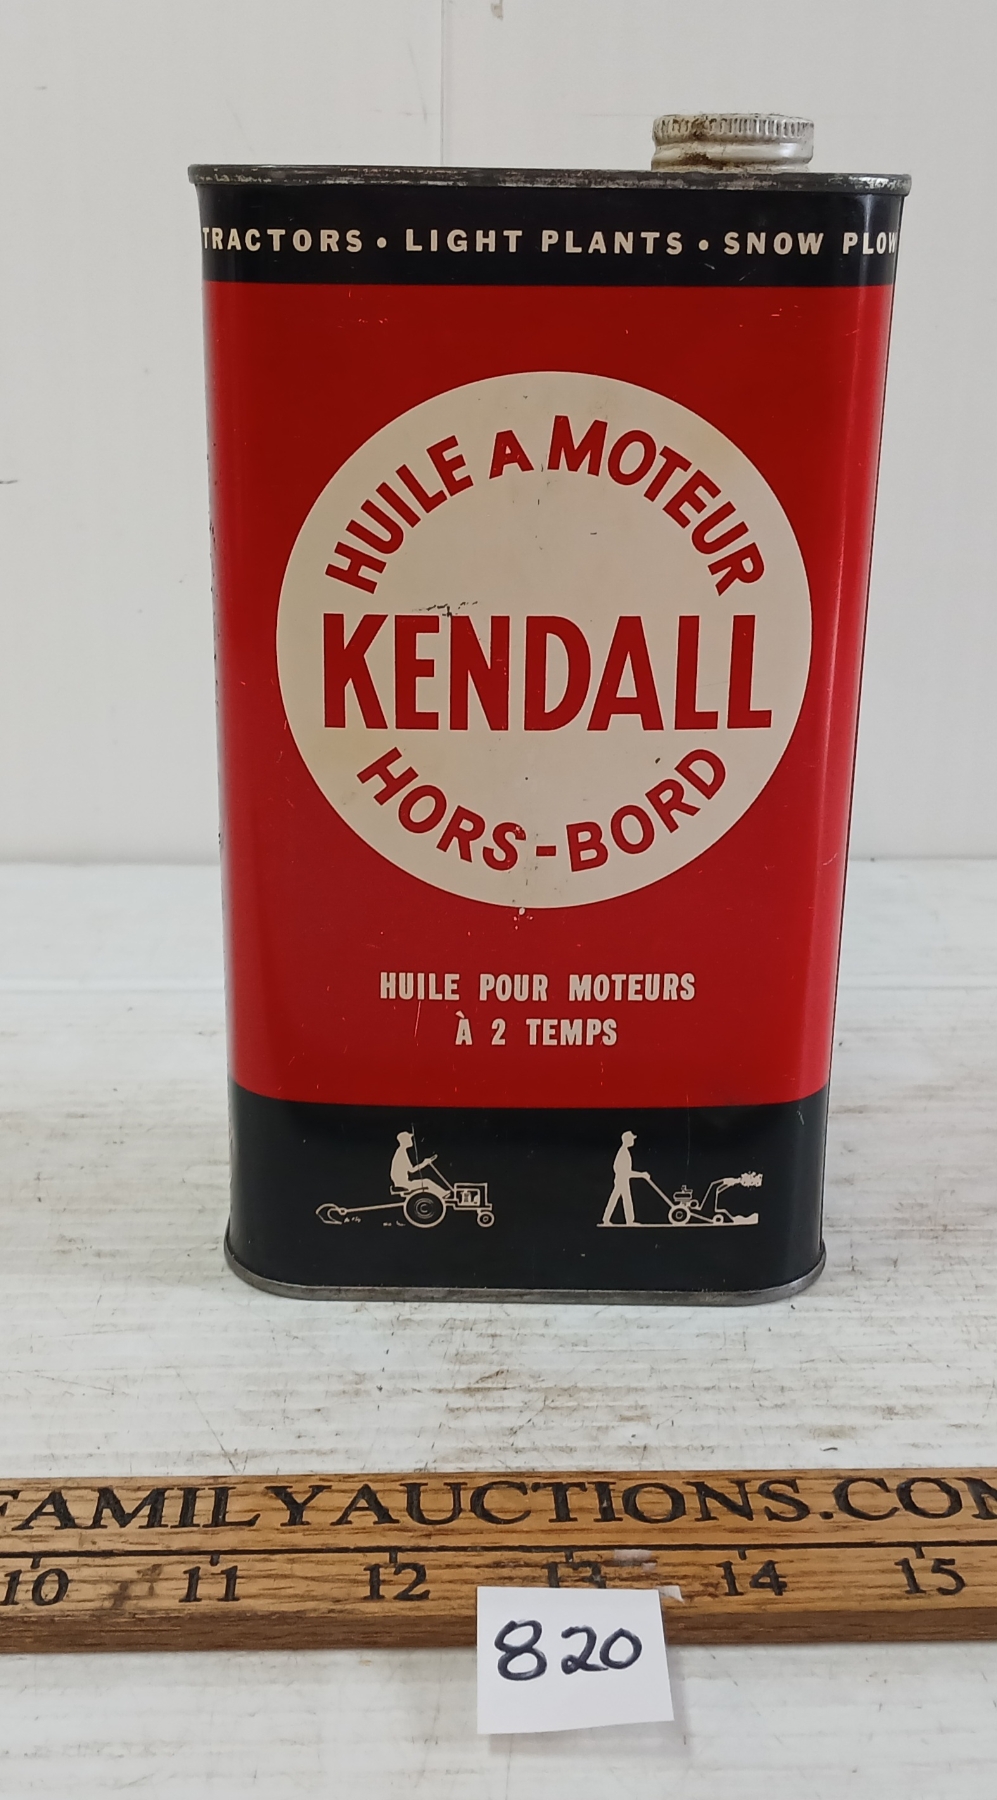 TRACTORS • LIGHT PLANTS • SNOW PLOW
HUILE A MOTEUR
KENDALL
HORS-BORD
HUILE POUR MOTEURS
À 2 TEMPS
FAMILYAUCTIONS.COM
10 11 12 13 14 15
820